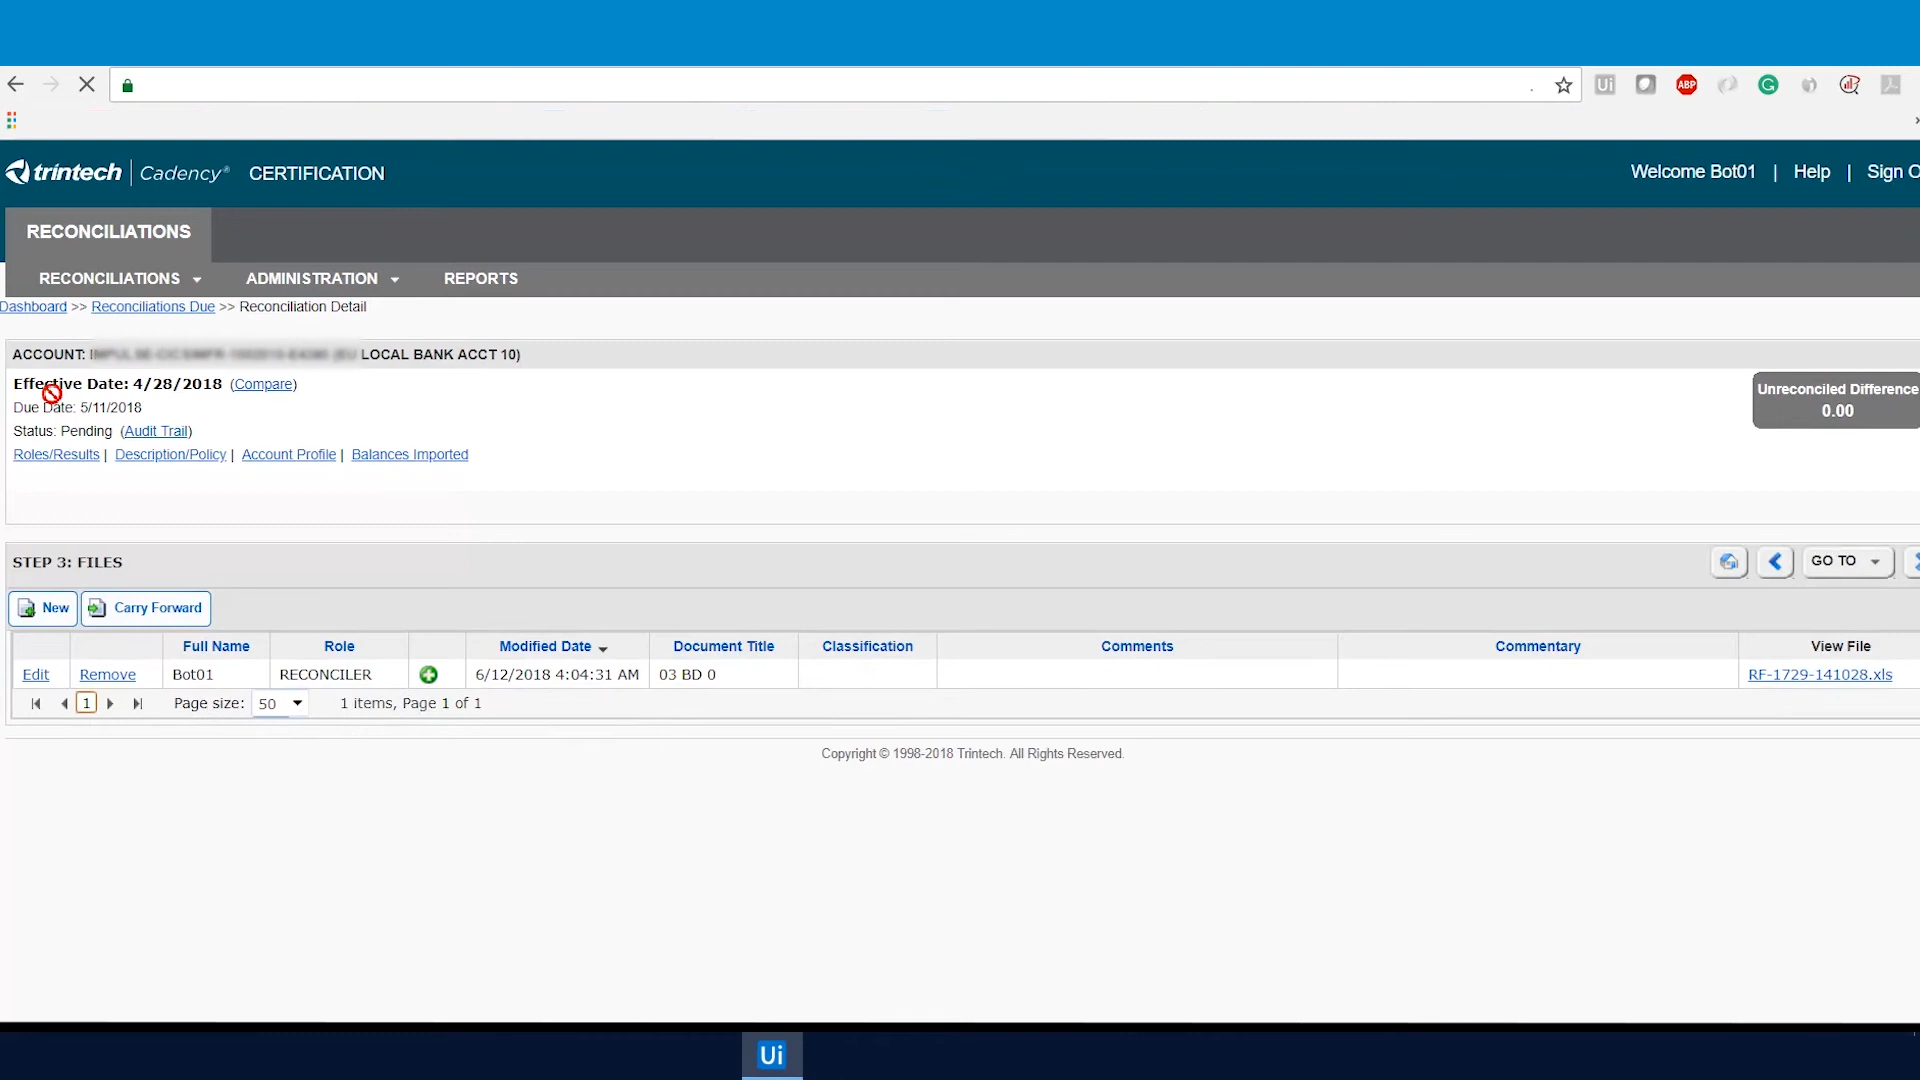 Ui
ABP
G
trintech Cadency® CERTIFICATION
Welcome Bot01 | Help | Sign O
RECONCILIATIONS
RECONCILIATIONS ADMINISTRATION REPORTS
Dashboard >> Reconciliations Due >> Reconciliation Detail
ACCOUNT: LOCAL BANK ACCT 10)
Effective Date: 4/28/2018 (Compare)
Due Date: 5/11/2018
Status: Pending (Audit Trail)
Roles/Results | Description/Policy | Account Profile | Balances Imported
Unreconciled Difference
0.00
STEP 3: FILES
GO TO
New Carry Forward
Full Name Role Modified Date Document Title Classification Comments Commentary View File
Edit Remove Bot01 RECONCILER 6/12/2018 4:04:31 AM 03 BD 0 RF-1729-141028.xls
1 Page size: 50 1 items, Page 1 of 1
Copyright © 1998-2018 Trintech. All Rights Reserved.
Ui